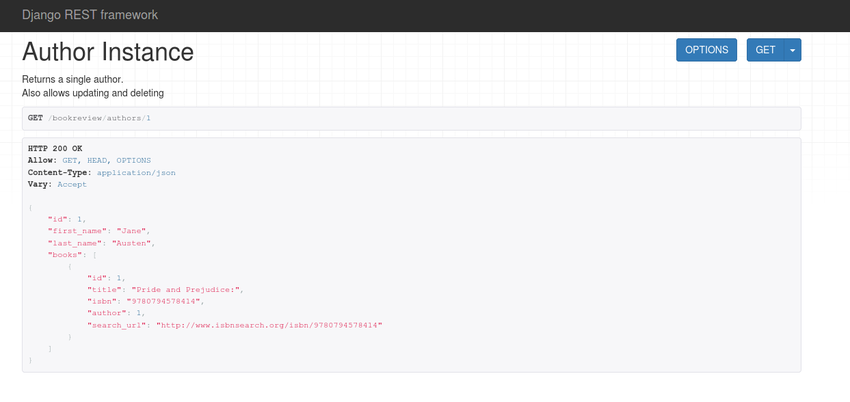 Django REST framework
Author Instance
OPTIONS
GET
Returns a single author.
Also allows updating and deleting
GET /bookreview/authors/1
HTTP 200 OK
Allow: GET, HEAD, OPTIONS
Content-Type: application/json
Vary: Accept
{
    "id": 1,
    "first_name": "Jane",
    "last_name": "Austen",
    "books": [
        {
            "id": 1,
            "title": "Pride and Prejudice:",
            "isbn": "9780794578414",
            "author": 1,
            "search_url": "http://www.isbnsearch.org/isbn/9780794578414"
        }
    ]
}